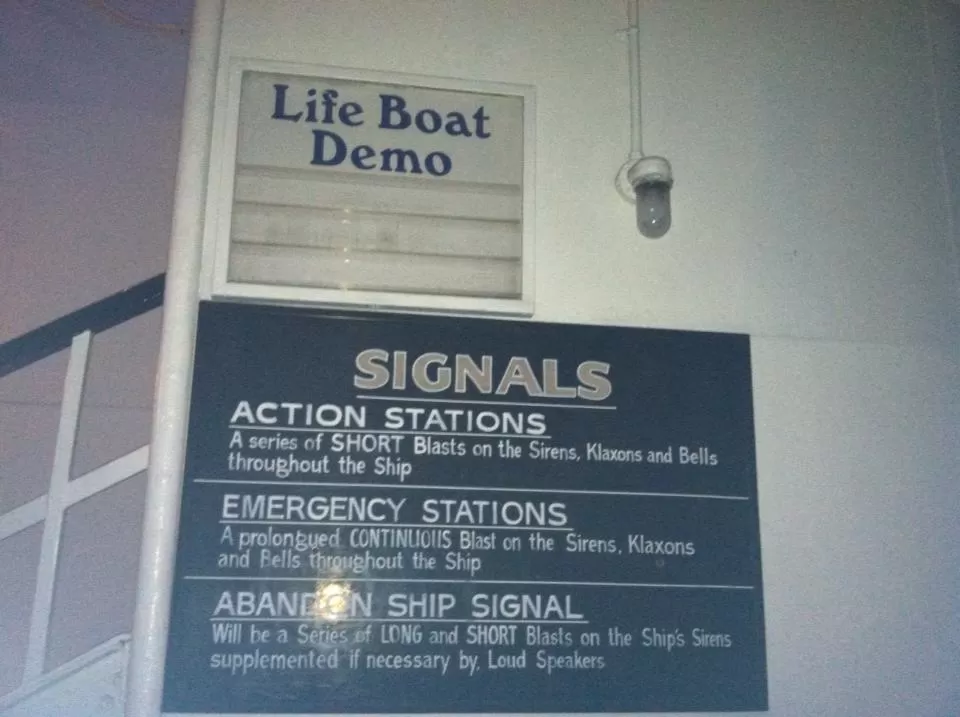 Life Boat
Demo
SIGNALS
ACTION STATIONS
A series of SHORT Blasts on the Sirens, Klaxons and Bells
throughout the Ship
EMERGENCY STATIONS
A prolongued CONTINUOUS Blast on the Sirens, Klaxons
and Bells throughout the Ship
ABANDON SHIP SIGNAL
Will be a Series of LONG and SHORT Blasts on the Ship's Sirens
supplemented if necessary by, Loud Speakers